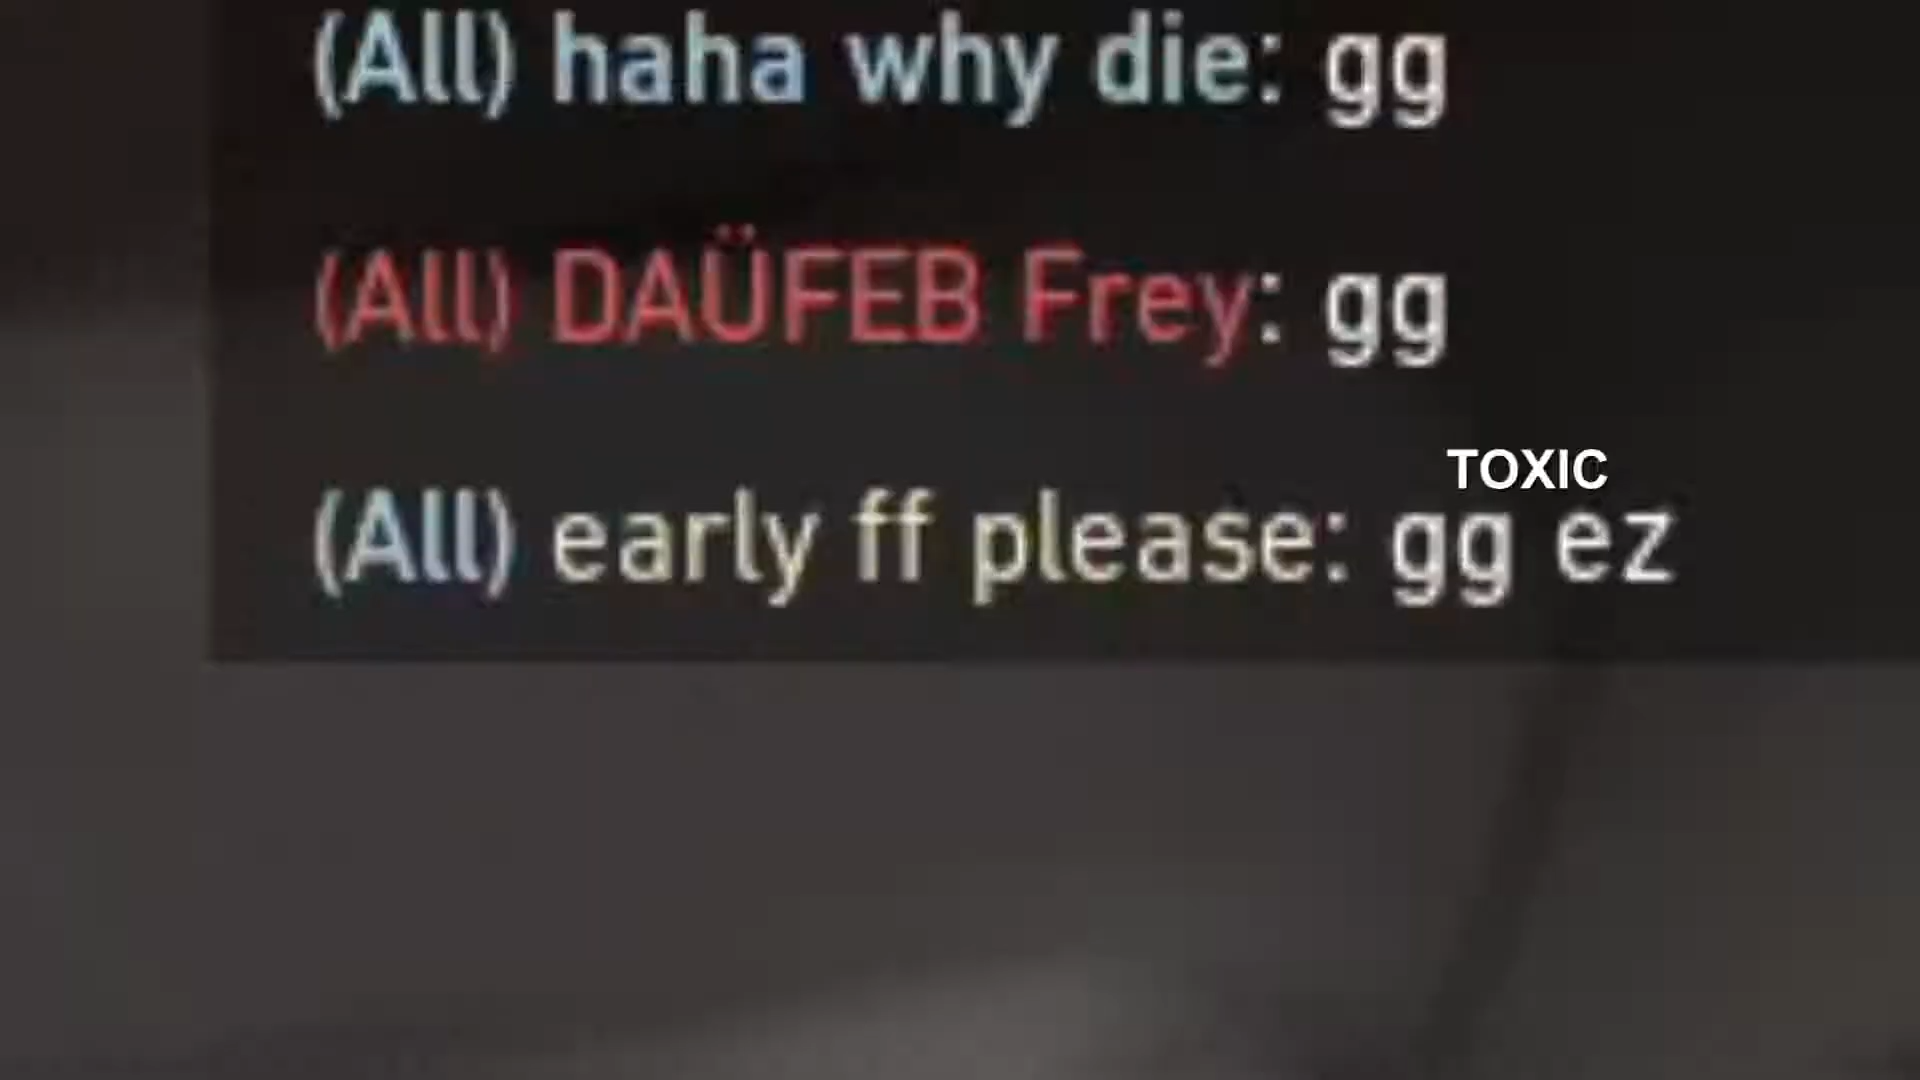 (All) haha why die: gg
(All) DAÜFEB Frey: gg
TOXIC
(All) early ff please: gg ez